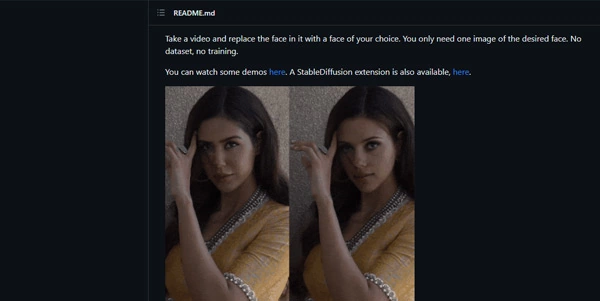 README.md
Take a video and replace the face in it with a face of your choice. You only need one image of the desired face. No
dataset, no training.
You can watch some demos here. A StableDiffusion extension is also available, here.